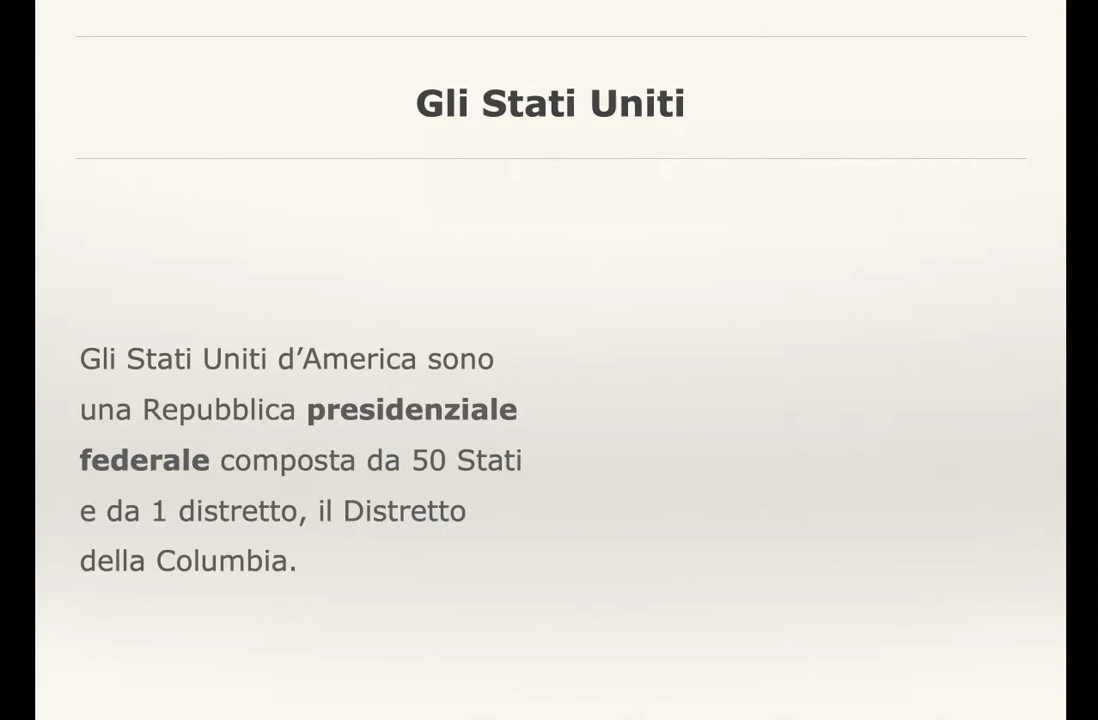 Gli Stati Uniti
Gli Stati Uniti d’America sono
una Repubblica presidenziale
federale composta da 50 Stati
e da 1 distretto, il Distretto
della Columbia.